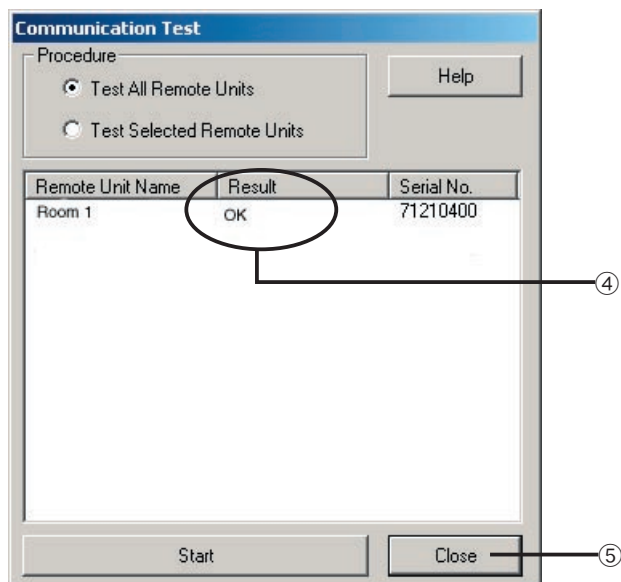 Communication Test
Procedure
Test All Remote Units
Help
Test Selected Remote Units
Remote Unit Name Result Serial No.
Room 1 OK 71210400
④
Start Close ⑤